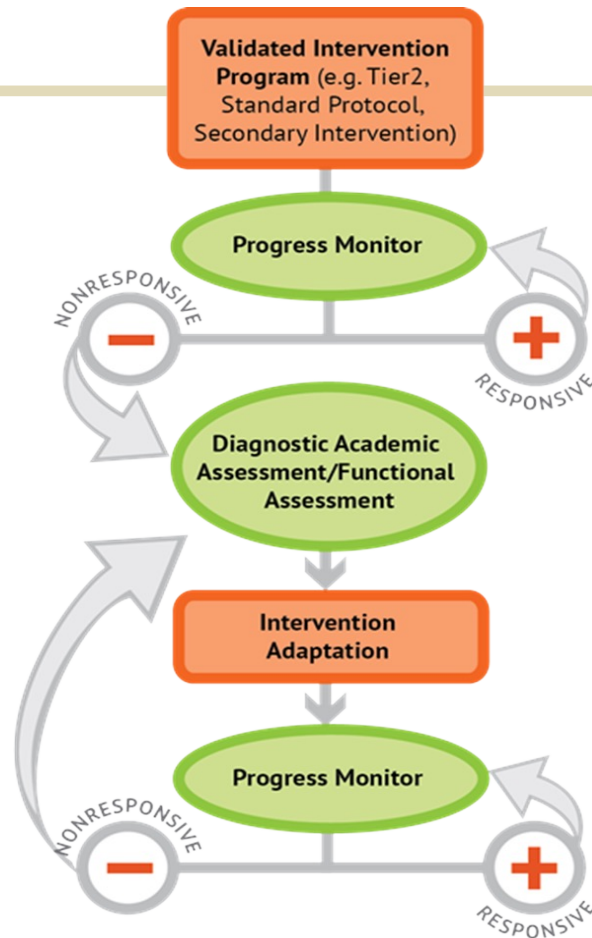 Validated Intervention
Program (e.g. Tier2,
Standard Protocol,
Secondary Intervention)
Progress Monitor
NONRESPONSIVE
RESPONSIVE
Diagnostic Academic
Assessment/Functional
Assessment
Intervention
Adaptation
Progress Monitor
NONRESPONSIVE
RESPONSIVE